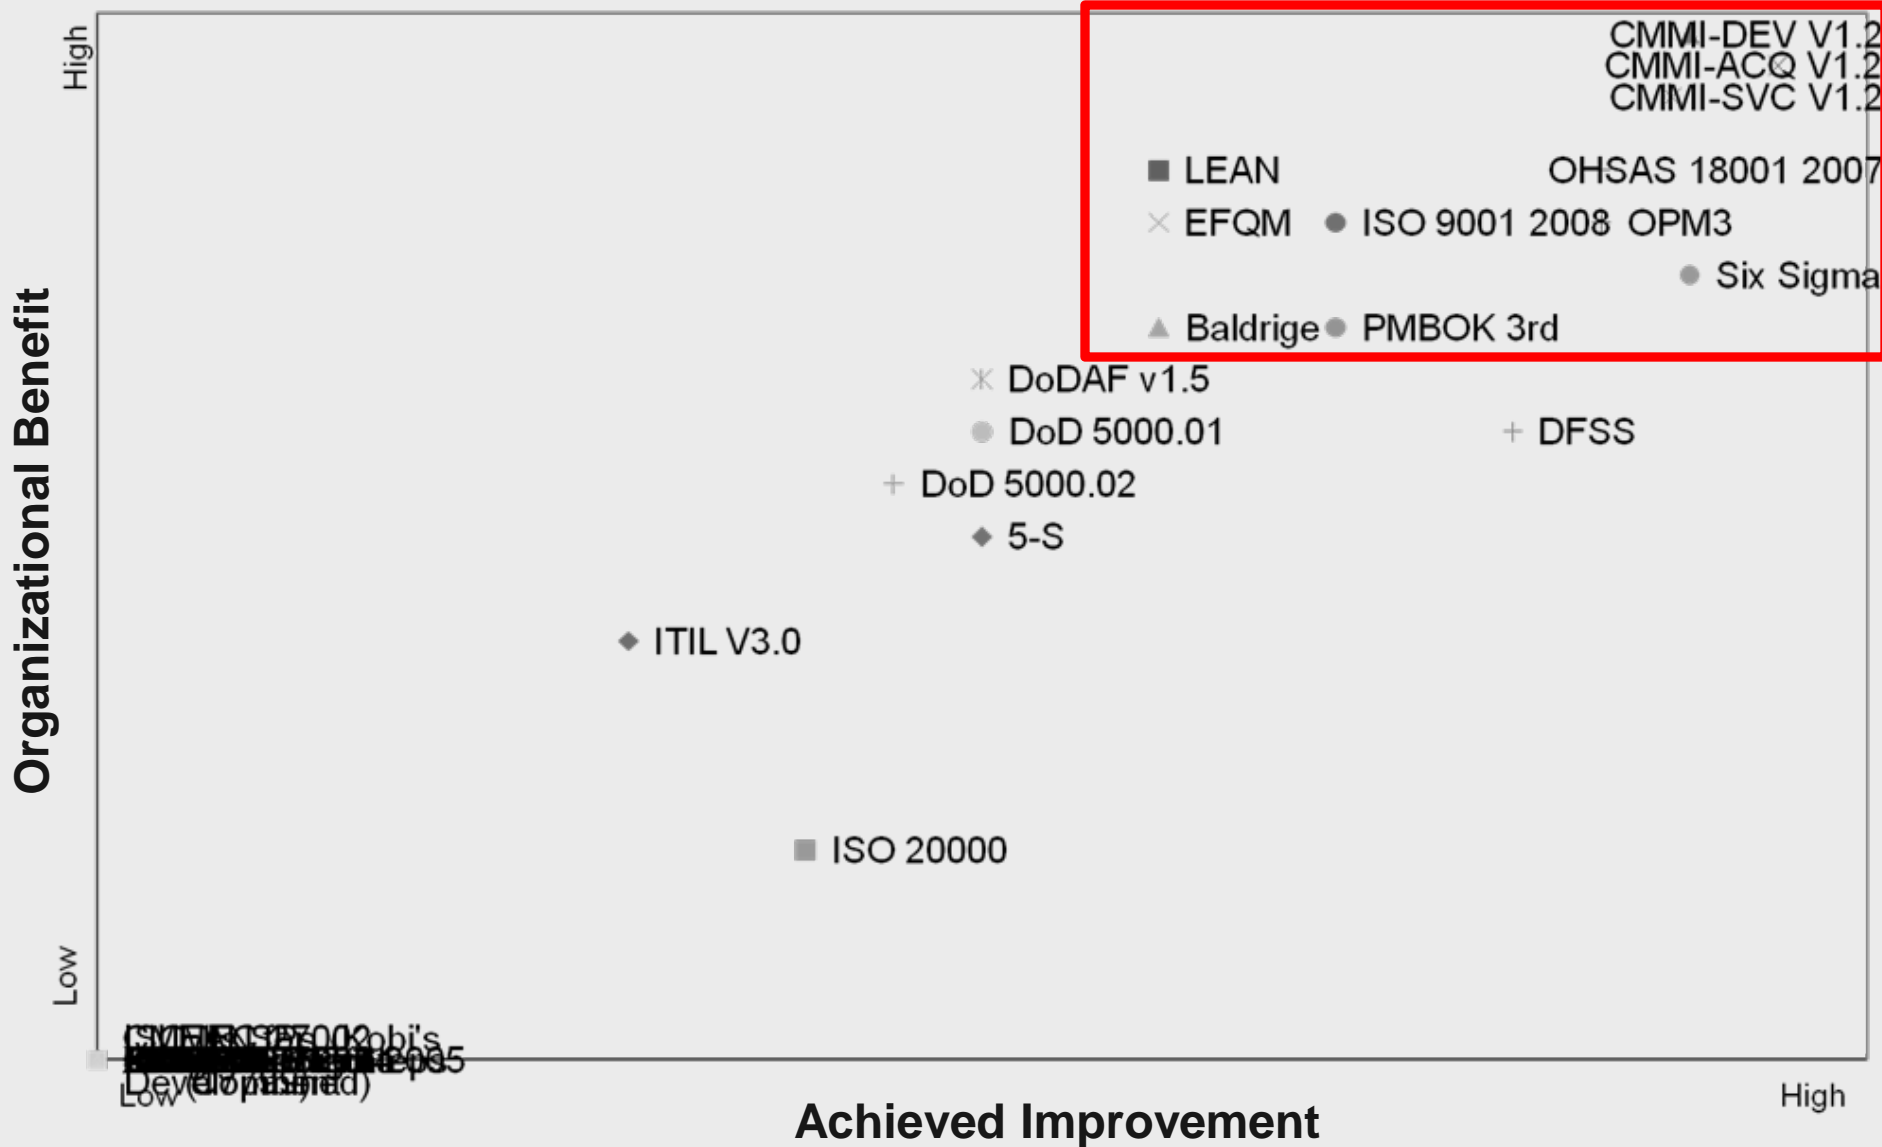 High
CMMI-DEV V1.2
CMMI-ACQ V1.2
CMMI-SVC V1.2
LEAN OHSAS 18001 2007
EFQM ISO 9001 2008 OPM3
Six Sigma
Baldrige PMBOK 3rd
DoDAF v1.5
DoD 5000.01 DFSS
DoD 5000.02
5-S
Organizational Benefit
ITIL V3.0
ISO 20000
Low
Low
High
Achieved Improvement